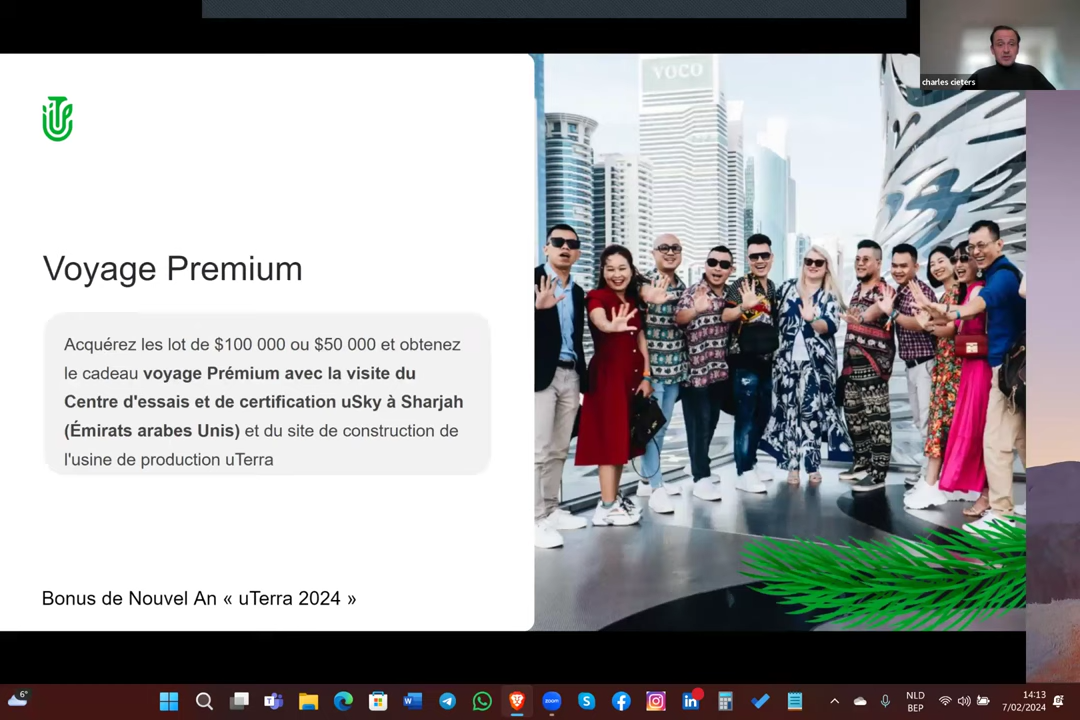 VOCO
charles cieters
Voyage Premium
Acquérez les lot de $100 000 ou $50 000 et obtenez
le cadeau voyage Prémium avec la visite du
Centre d'essais et de certification uSky à Sharjah
(Émirats arabes Unis) et du site de construction de
l'usine de production uTerra
Bonus de Nouvel An « uTerra 2024 »
6°
zoom
NLD
BEP
14:13
7/02/2024